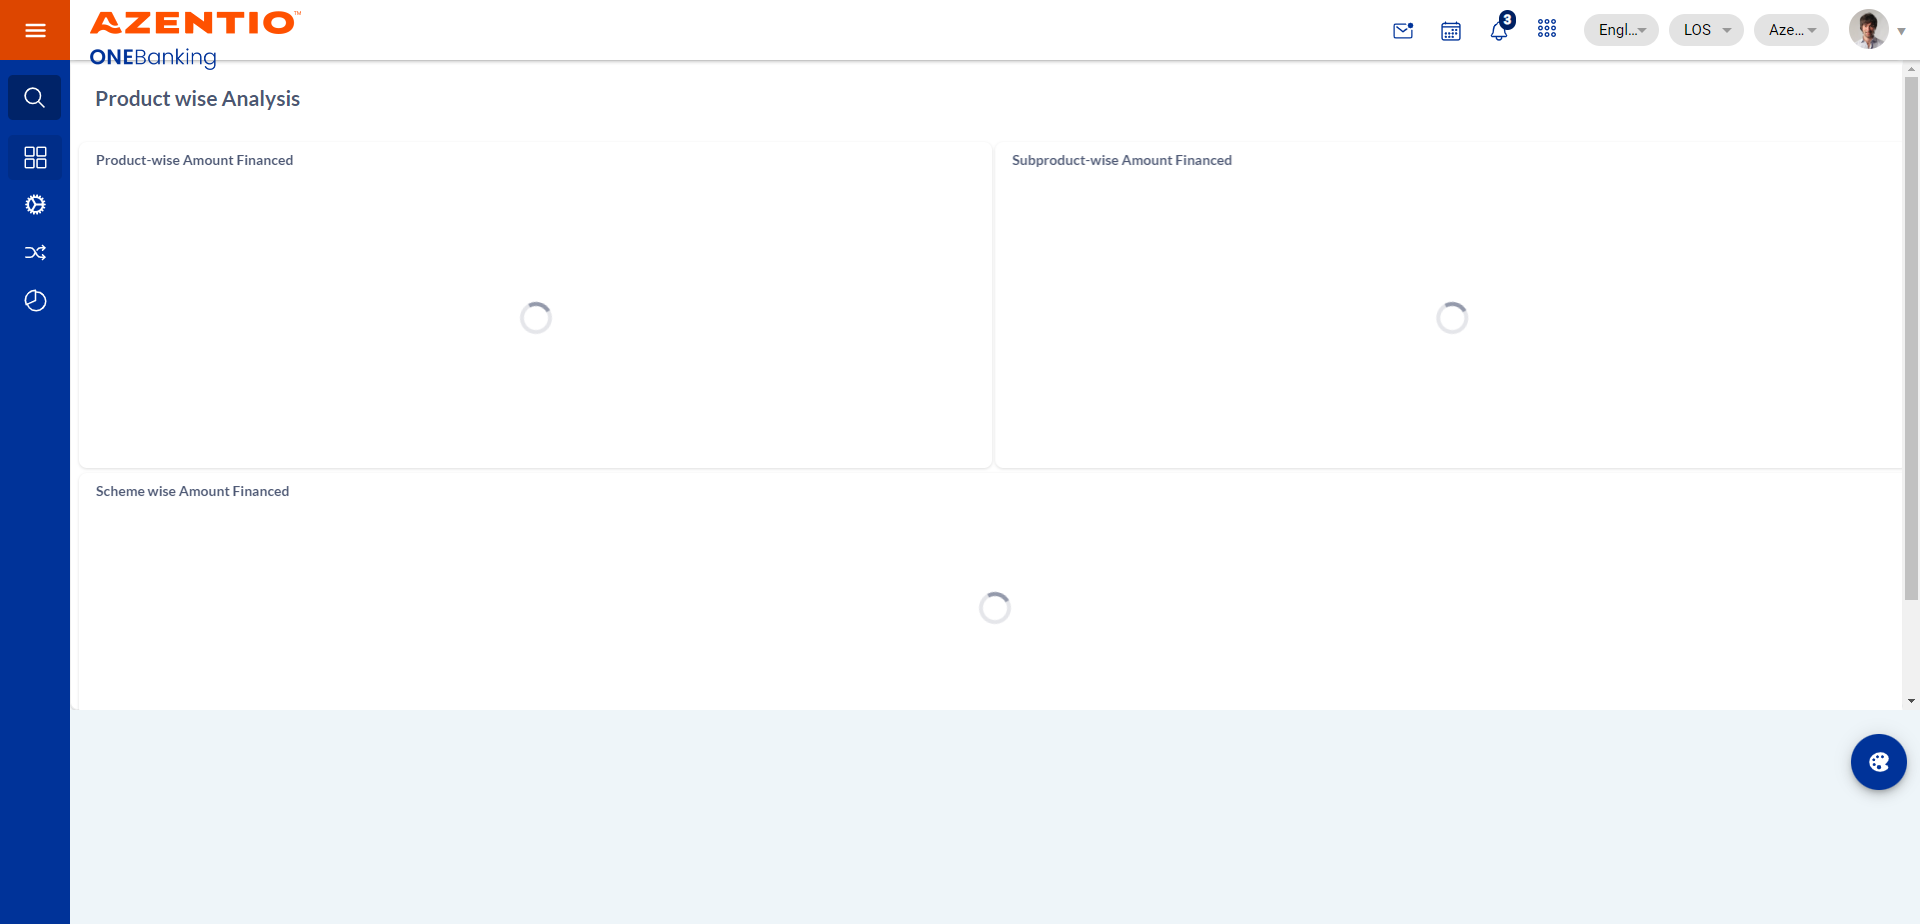 AZENTIO™
ONEBanking
3
Engl...
LOS
Aze...
Product wise Analysis
Product-wise Amount Financed
Subproduct-wise Amount Financed
Scheme wise Amount Financed